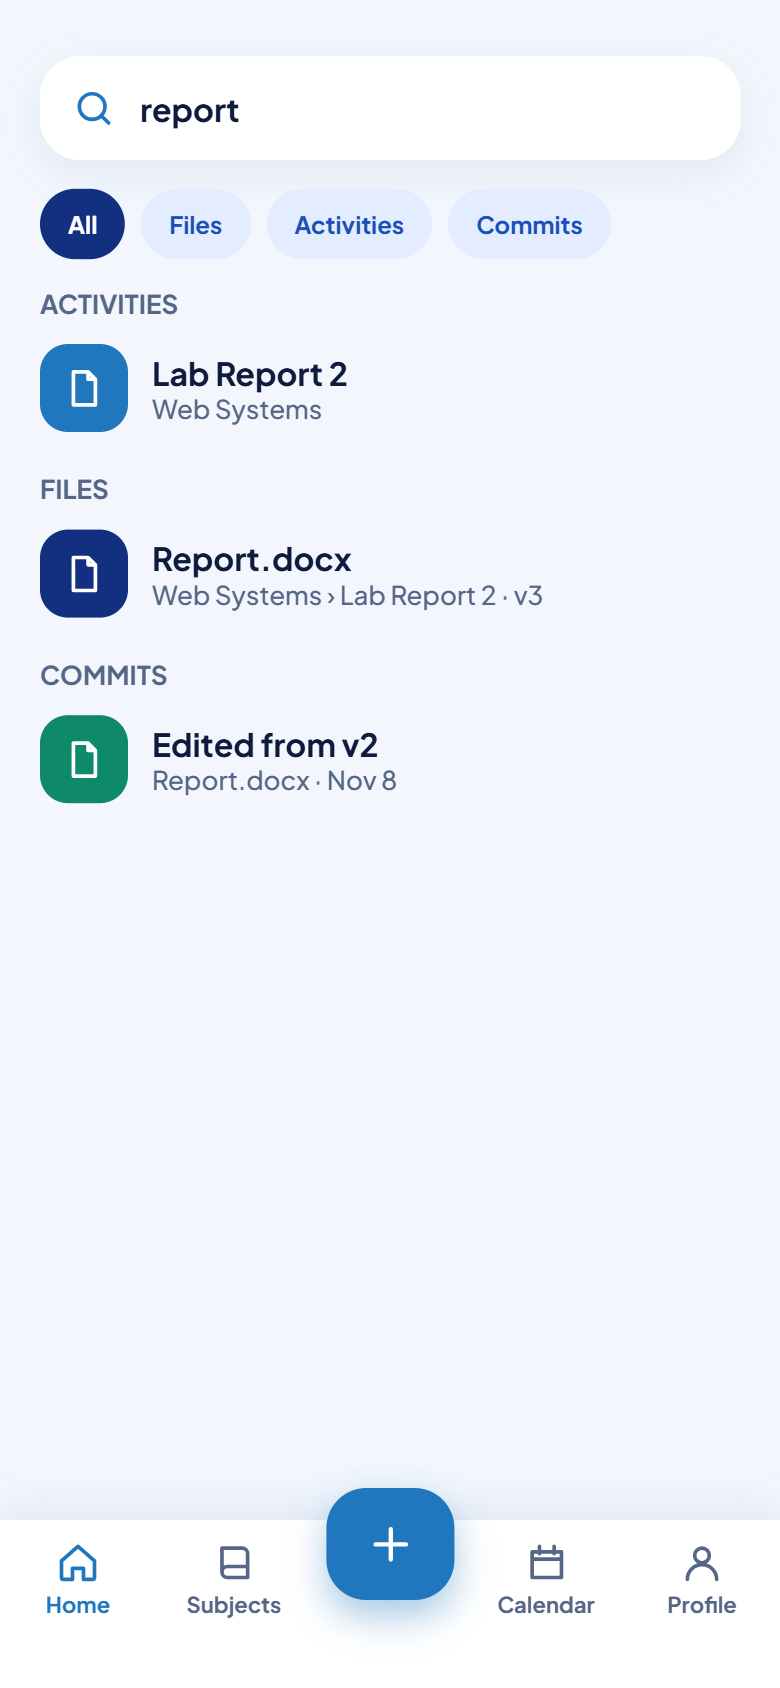 report
All
Files
Activities
Commits
ACTIVITIES
Lab Report 2
Web Systems
FILES
Report.docx
Web Systems › Lab Report 2 · v3
COMMITS
Edited from v2
Report.docx · Nov 8
Home
Subjects
Calendar
Profile